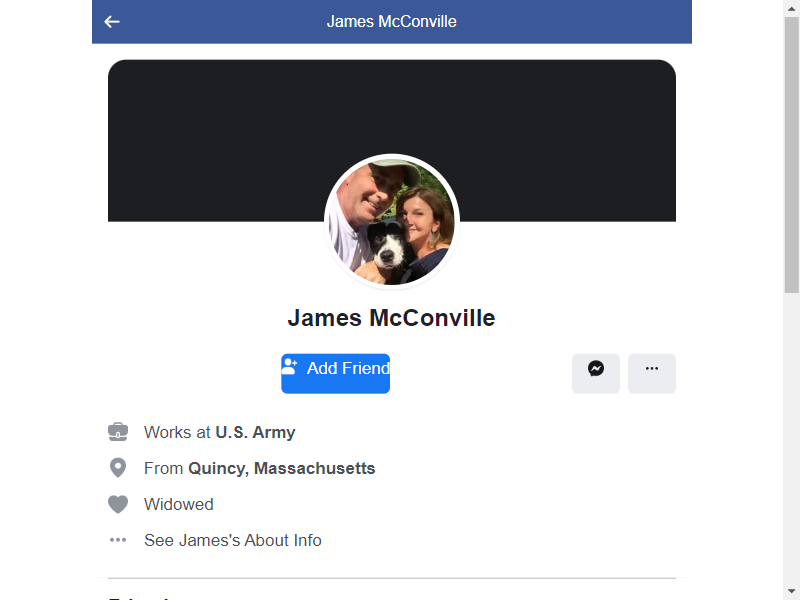 James McConville
James McConville
Add Friend
Works at U.S. Army
From Quincy, Massachusetts
Widowed
See James's About Info